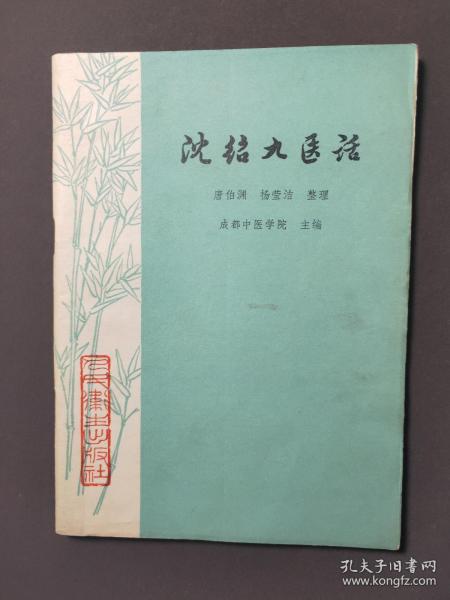 沈绍九医话
唐伯渊 杨莹洁 整理
成都中医学院 主编
人民卫生出版社
孔夫子旧书网
www.kongfz.com